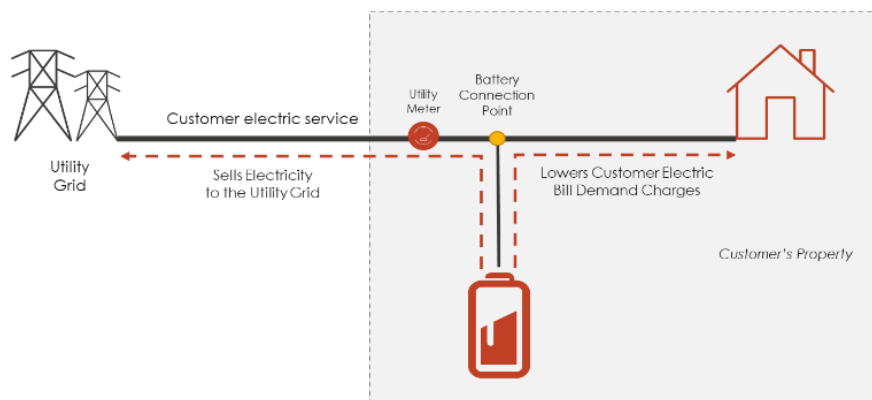 Customer electric service
Utility
Meter
Battery
Connection
Point
Utility
Grid
Sells Electricity
to the Utility Grid
Lowers Customer Electric
Bill Demand Charges
Customer's Property